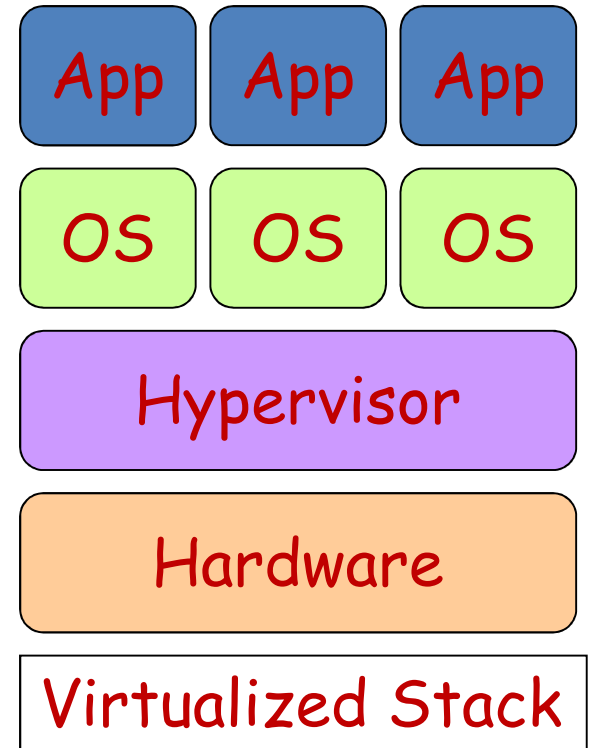 App App App
OS OS OS
Hypervisor
Hardware
Virtualized Stack